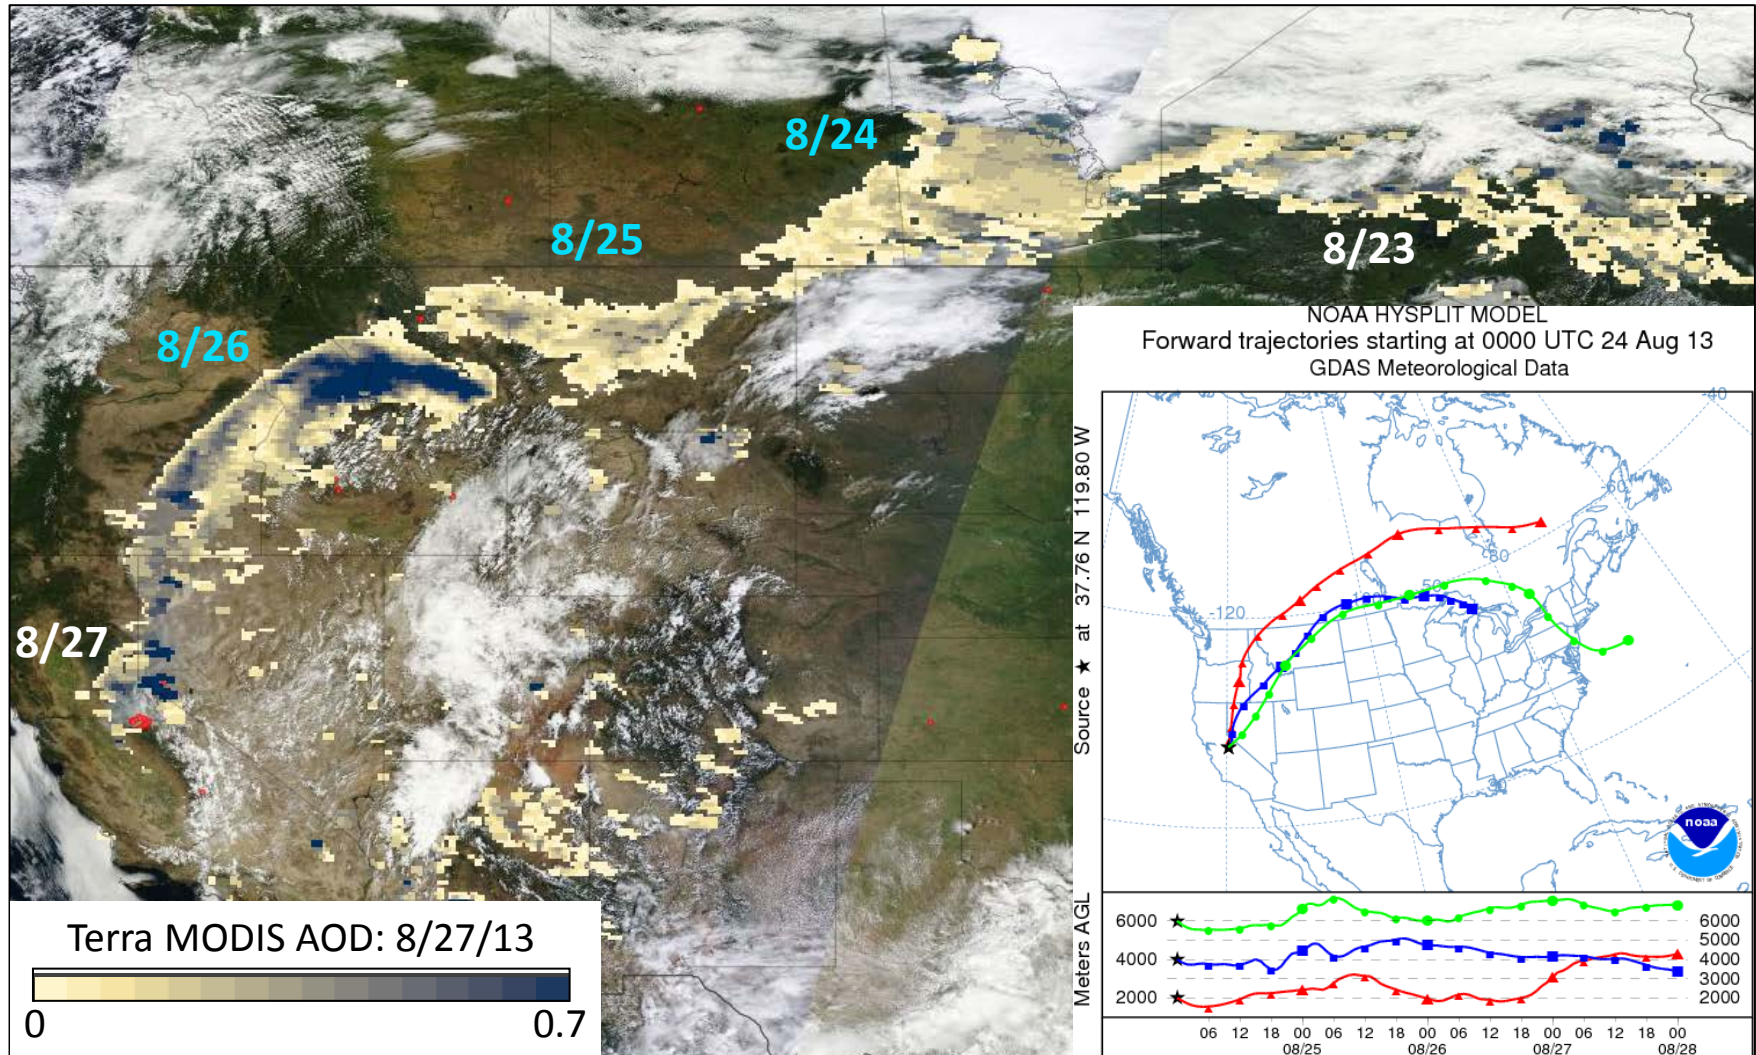 8/24
8/25
8/23
8/26
8/27
Terra MODIS AOD: 8/27/13
0 0.7
NOAA HYSPLIT MODEL
Forward trajectories starting at 0000 UTC 24 Aug 13
GDAS Meteorological Data
Source ★ at 37.76 N 119.80 W
-40
-60
-80
-120
100
50
30
noaa
Meters AGL
6000 6000
5000
4000 4000
3000
2000 2000
06 12 18 00 06 12 18 00 06 12 18 00 06 12 18 00
08/25 08/26 08/27 08/28